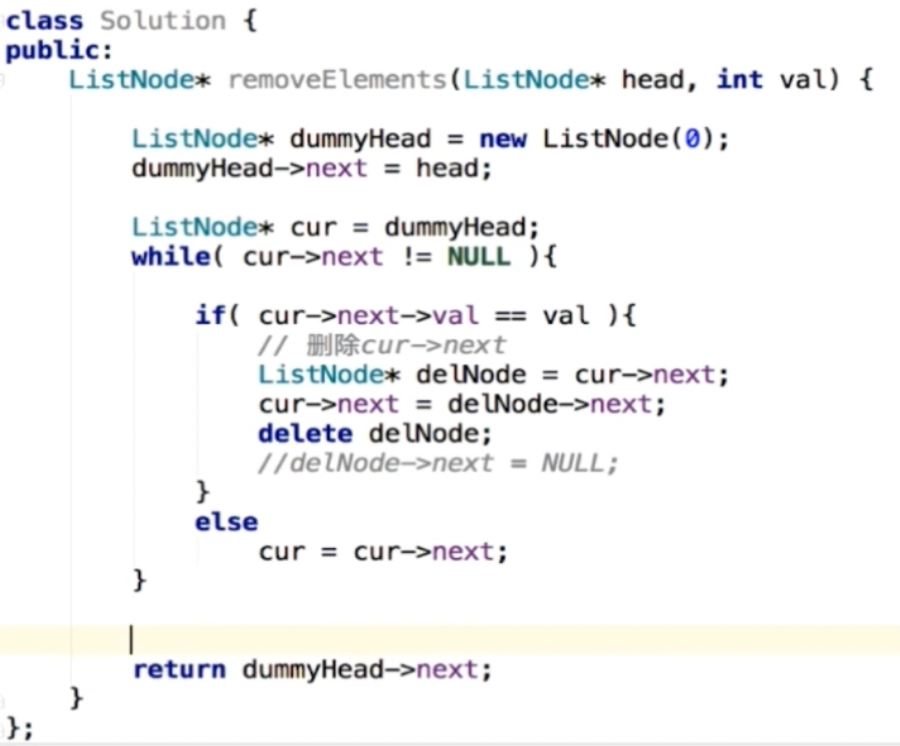 class Solution {
public:
    ListNode* removeElements(ListNode* head, int val) {
        ListNode* dummyHead = new ListNode(0);
        dummyHead->next = head;
        ListNode* cur = dummyHead;
        while( cur->next != NULL ){
            if( cur->next->val == val ){
                // 删除cur->next
                ListNode* delNode = cur->next;
                cur->next = delNode->next;
                delete delNode;
                //delNode->next = NULL;
            }
            else
                cur = cur->next;
        }
        return dummyHead->next;
    }
};